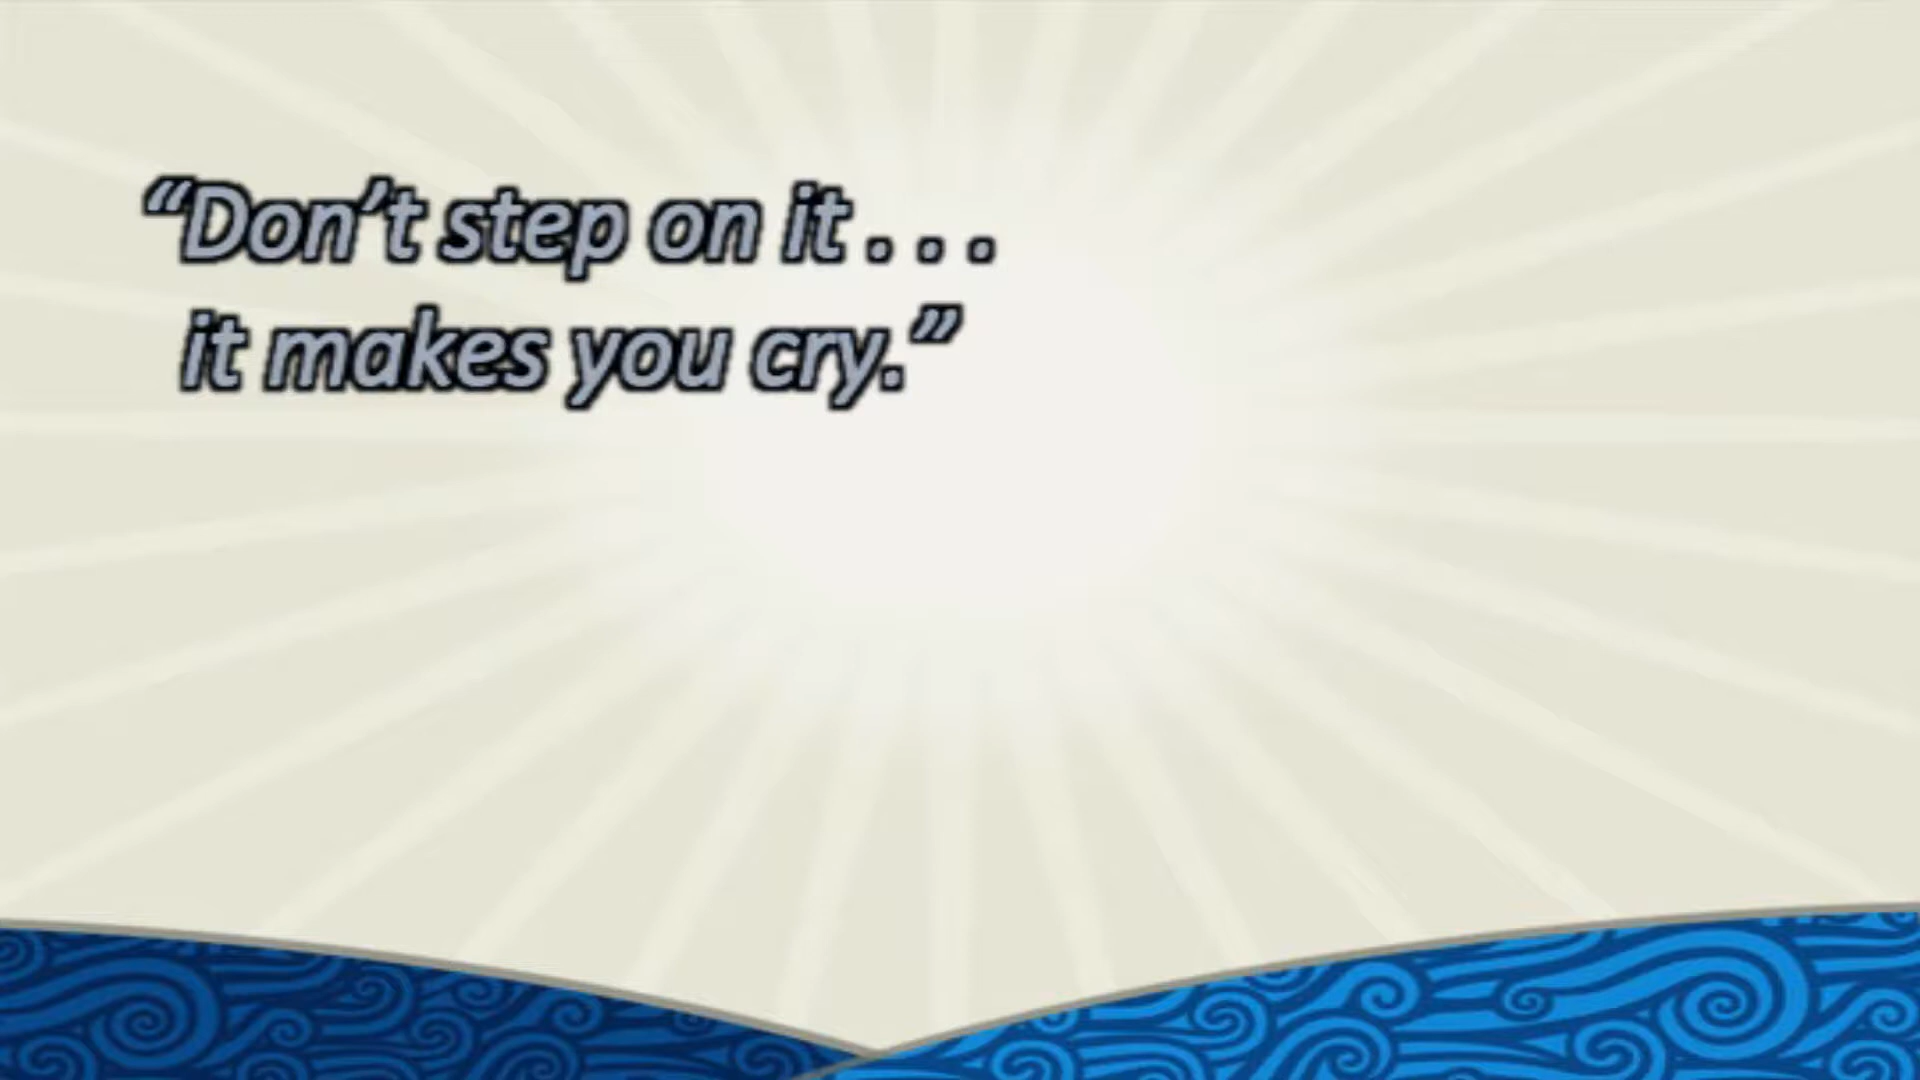 “Don’t step on it . . .
it makes you cry.”